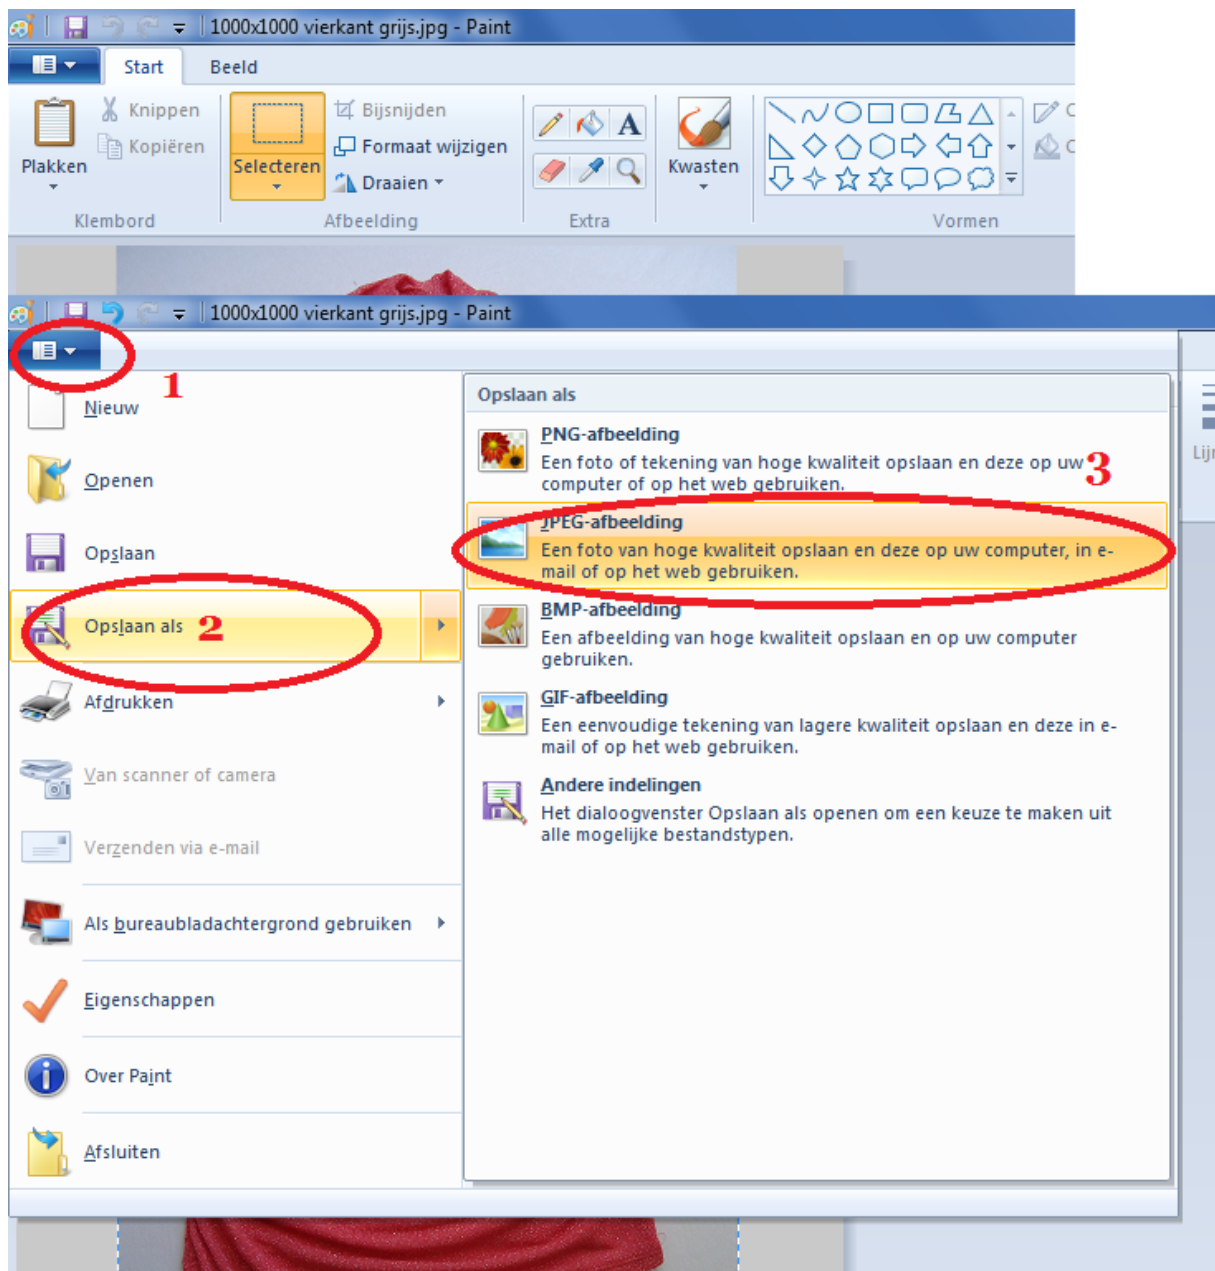 1000x1000 vierkant grijs.jpg - Paint
Start Beeld
Plakken
Knippen
Kopiëren
Klembord
Selecteren
Bijsnijden
Formaat wijzigen
Draaien
Afbeelding
A
Extra
Kwasten
Vormen
1000x1000 vierkant grijs.jpg - Paint
1
Nieuw
Openen
Opslaan
Opslaan als 2
Afdrukken
Van scanner of camera
Verzenden via e-mail
Als bureaubladachtergrond gebruiken
Eigenschappen
Over Paint
Afsluiten
Opslaan als
PNG-afbeelding
Een foto of tekening van hoge kwaliteit opslaan en deze op uw
computer of op het web gebruiken.
3
JPEG-afbeelding
Een foto van hoge kwaliteit opslaan en deze op uw computer, in e-
mail of op het web gebruiken.
BMP-afbeelding
Een afbeelding van hoge kwaliteit opslaan en op uw computer
gebruiken.
GIF-afbeelding
Een eenvoudige tekening van lagere kwaliteit opslaan en deze in e-
mail of op het web gebruiken.
Andere indelingen
Het dialoogvenster Opslaan als openen om een keuze te maken uit
alle mogelijke bestandstypen.